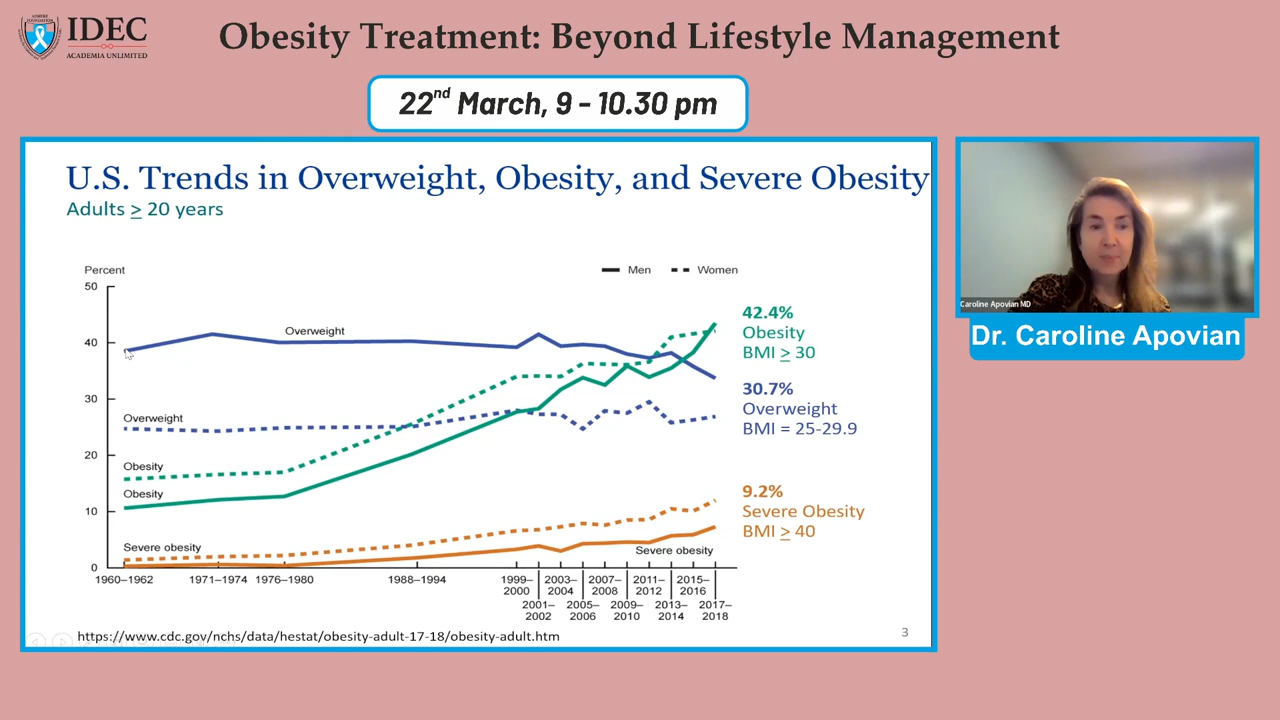 IDEC
ACADEMIA UNLIMITED
Obesity Treatment: Beyond Lifestyle Management
22nd March, 9 - 10.30 pm
U.S. Trends in Overweight, Obesity, and Severe Obesity
Adults ≥ 20 years
Percent
Men
Women
50
40
30
20
10
0
Overweight
Overweight
Obesity
Obesity
Severe obesity
Severe obesity
42.4%
Obesity
BMI ≥ 30
30.7%
Overweight
BMI = 25-29.9
9.2%
Severe Obesity
BMI ≥ 40
1960–1962
1971–1974
1976–1980
1988–1994
1999–
2000
2001–
2002
2003–
2004
2005–
2006
2007–
2008
2009–
2010
2011–
2012
2013–
2014
2015–
2016
2017–
2018
https://www.cdc.gov/nchs/data/hestat/obesity-adult-17-18/obesity-adult.htm
3
Caroline Apovian MD
Dr. Caroline Apovian